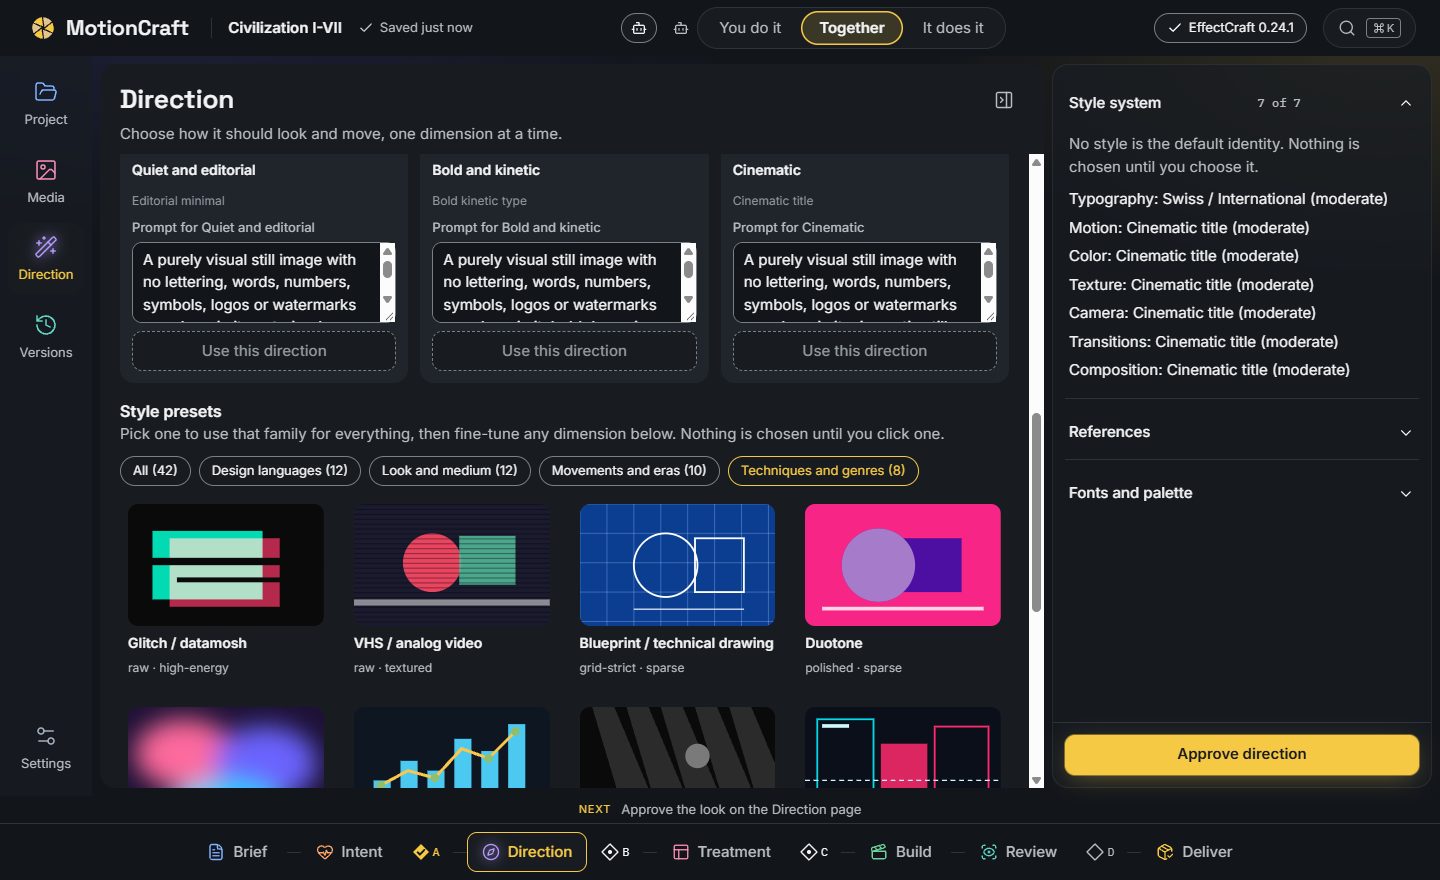 MotionCraft
Civilization I-VII
Saved just now
You do it
Together
It does it
EffectCraft 0.24.1
⌘K
Project
Media
Direction
Versions
Settings
Direction
Choose how it should look and move, one dimension at a time.
Quiet and editorial
Editorial minimal
Prompt for Quiet and editorial
A purely visual still image with
no lettering, words, numbers,
symbols, logos or watermarks
Use this direction
Bold and kinetic
Bold kinetic type
Prompt for Bold and kinetic
A purely visual still image with
no lettering, words, numbers,
symbols, logos or watermarks
Use this direction
Cinematic
Cinematic title
Prompt for Cinematic
A purely visual still image with
no lettering, words, numbers,
symbols, logos or watermarks
Use this direction
Style presets
Pick one to use that family for everything, then fine-tune any dimension below. Nothing is chosen until you click one.
All (42)
Design languages (12)
Look and medium (12)
Movements and eras (10)
Techniques and genres (8)
Glitch / datamosh
raw · high-energy
VHS / analog video
raw · textured
Blueprint / technical drawing
grid-strict · sparse
Duotone
polished · sparse
Style system
7 of 7
No style is the default identity. Nothing is
chosen until you choose it.
Typography: Swiss / International (moderate)
Motion: Cinematic title (moderate)
Color: Cinematic title (moderate)
Texture: Cinematic title (moderate)
Camera: Cinematic title (moderate)
Transitions: Cinematic title (moderate)
Composition: Cinematic title (moderate)
References
Fonts and palette
Approve direction
NEXT Approve the look on the Direction page
Brief
Intent
A
Direction
B
Treatment
C
Build
Review
D
Deliver